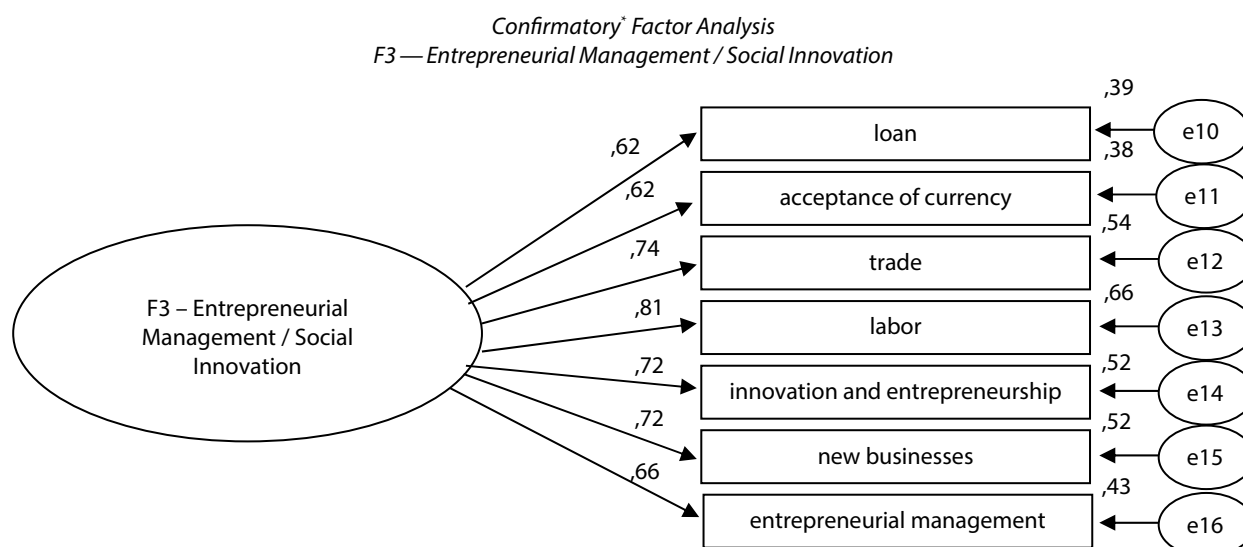 Confirmatory* Factor Analysis
F3 — Entrepreneurial Management / Social Innovation
,39
loan
e10
,62
,38
acceptance of currency
e11
,62
,54
trade
e12
,74
,66
labor
e13
,81
F3 – Entrepreneurial
Management / Social
Innovation
,52
innovation and entrepreneurship
e14
,72
,52
new businesses
e15
,72
,43
entrepreneurial management
e16
,66